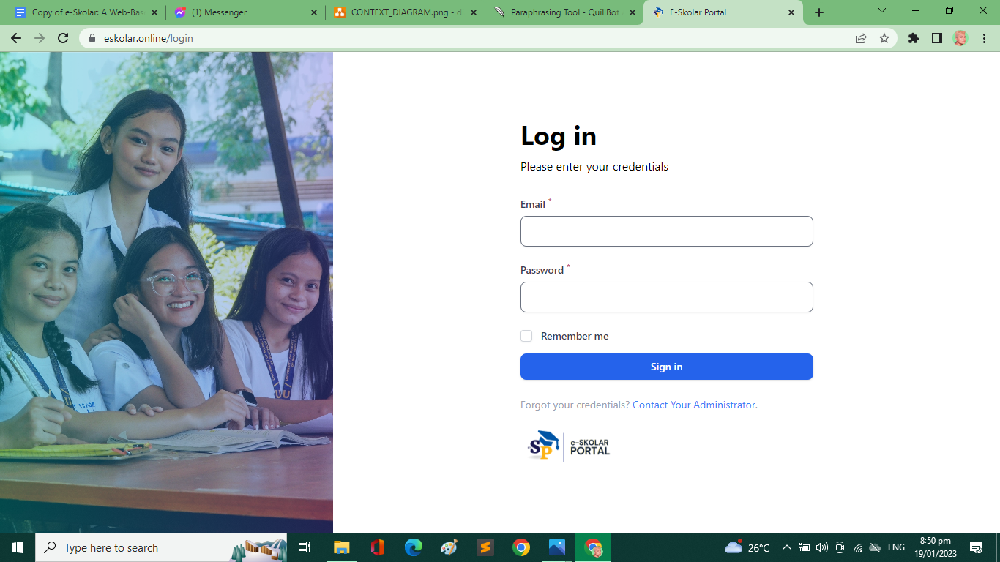 Copy of e-Skolar: A Web-Bas
(1) Messenger
CONTEXT_DIAGRAM.png - di
Paraphrasing Tool - QuillBot
E-Skolar Portal
eskolar.online/login
Log in
Please enter your credentials
Email *
Password *
Remember me
Sign in
Forgot your credentials? Contact Your Administrator.
SP
e-SKOLAR
PORTAL
Type here to search
26°C
ENG
8:50 pm
19/01/2023